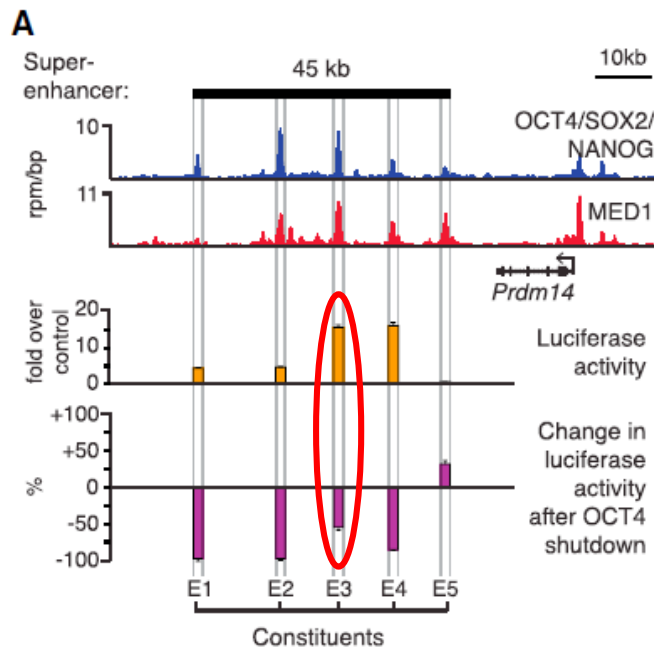 A
Super-
enhancer:
45 kb
10kb
10
OCT4/SOX2/
NANOG
rpm/bp
11
MED1
Prdm14
fold over
control
20
10
0
Luciferase
activity
%
+100
+50
0
-50
-100
Change in
luciferase
activity
after OCT4
shutdown
E1 E2 E3 E4 E5
Constituents